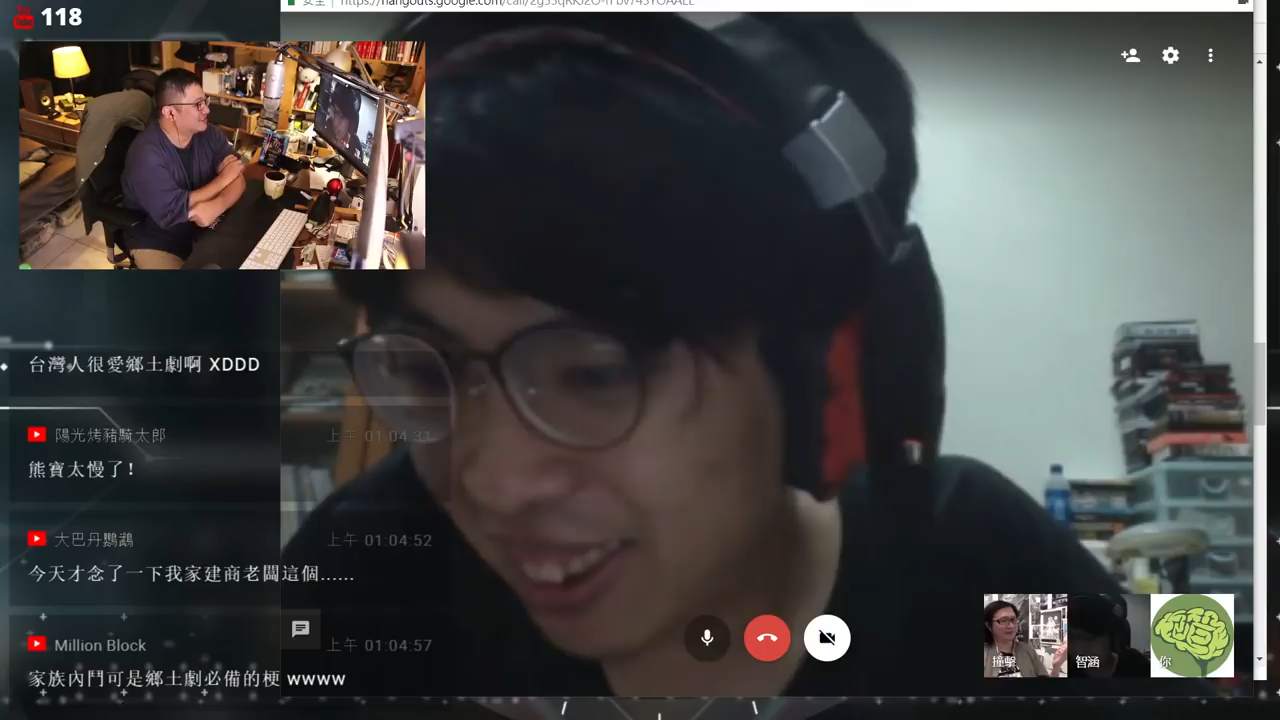 118
安全
台灣人很愛鄉土劇啊 XDDD
陽光烤豬騎太郎
上午 01:04:31
熊寶太慢了!
大巴丹鸚鵡
上午 01:04:52
今天才念了一下我家建商老闆這個......
Million Block
上午 01:04:57
家族內鬥可是鄉土劇必備的梗 wwww
撞擊
智涵
你